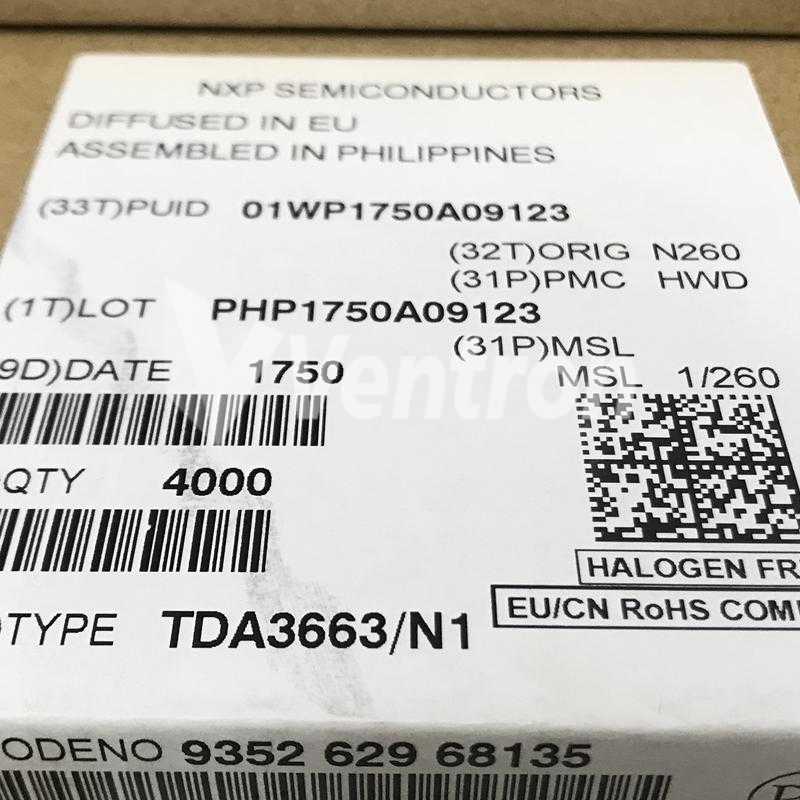 NXP SEMICONDUCTORS
DIFFUSED IN EU
ASSEMBLED IN PHILIPPINES
(33T)PUID 01WP1750A09123
(32T)ORIG N260
(31P)PMC HWD
(1T)LOT PHP1750A09123
(31P)MSL
9D)DATE 1750
MSL 1/260
Ventron
QTY 4000
HALOGEN FR
EU/CN RoHS COM
)TYPE TDA3663/N1
ODENO 9352 629 68135